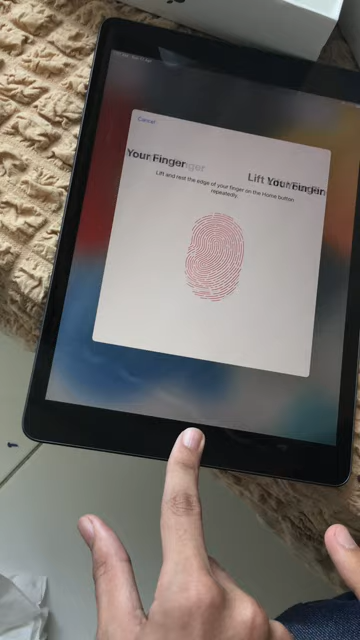 Cancel
Your Finger
Lift Your Finger
Lift and rest the edge of your finger on the Home button
repeatedly.